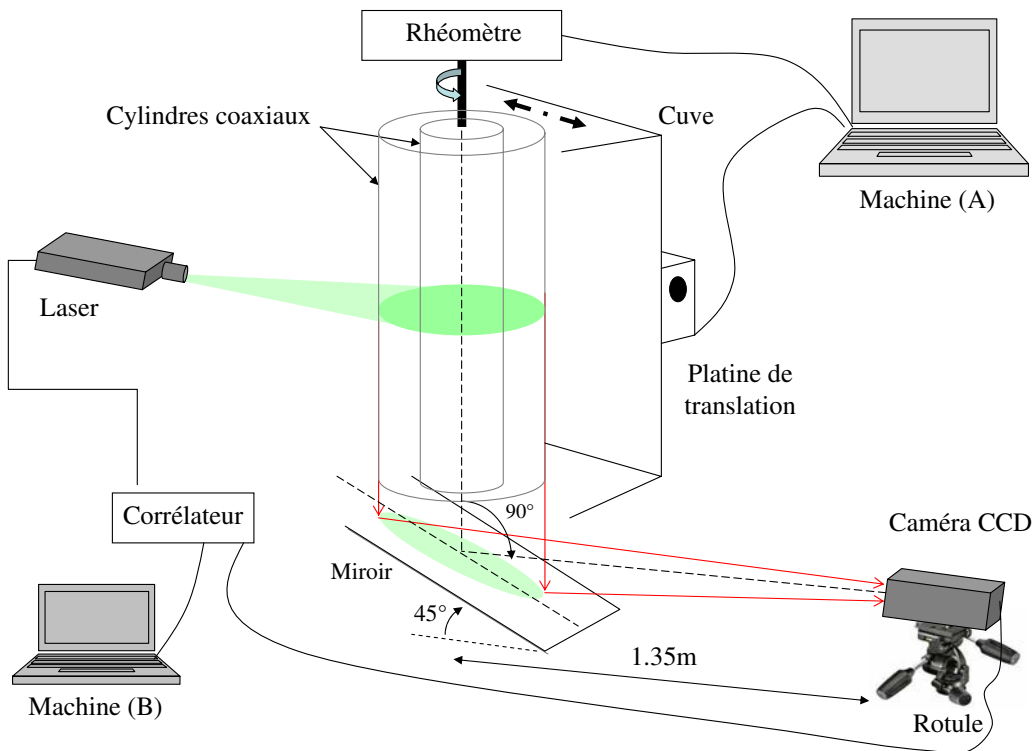 Rhéomètre
Cylindres coaxiaux
Cuve
Machine (A)
Laser
Platine de
translation
Corrélateur
90°
Caméra CCD
Miroir
45°
1.35m
Machine (B)
Rotule